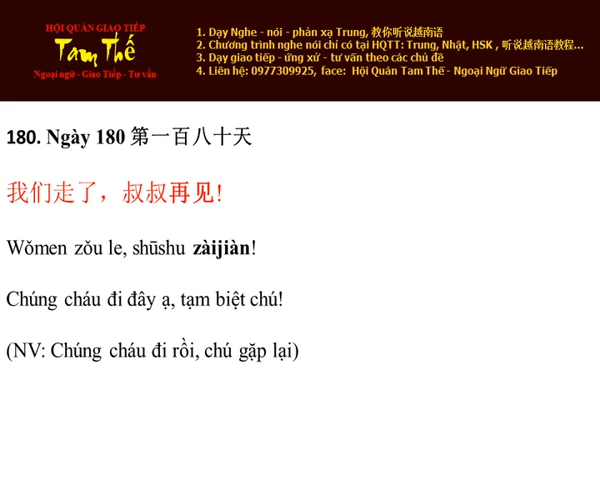 HỘI QUÁN GIAO TIẾP
Tam Thế
Ngoại ngữ - Giao Tiếp - Tư vấn
1. Dạy Nghe - nói - phản xạ Trung, 教你听说越南语
2. Chương trình nghe nói chỉ có tại HQTT: Trung, Nhật, HSK , 听说越南语教程...
3. Dạy giao tiếp - ứng xử - tư vấn theo các chủ đề
4. Liên hệ: 0977309925, face: Hội Quán Tam Thế - Ngoại Ngữ Giao Tiếp
180. Ngày 180 第一百八十天
我们走了，叔叔再见!
Wǒmen zǒu le, shūshu zàijiàn!
Chúng cháu đi đây ạ, tạm biệt chú!
(NV: Chúng cháu đi rồi, chú gặp lại)